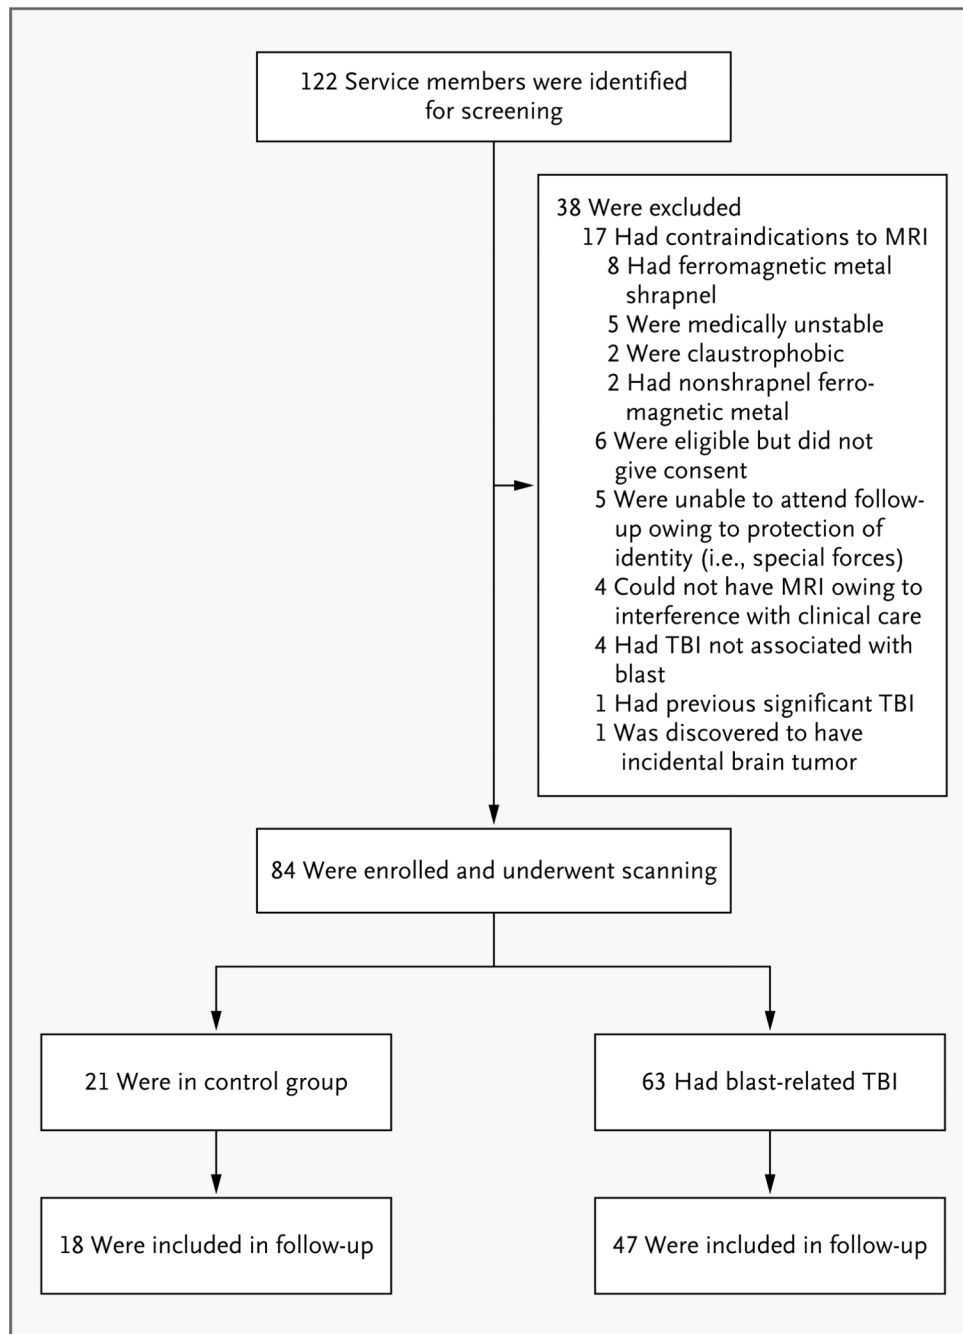 122 Service members were identified
for screening
38 Were excluded
17 Had contraindications to MRI
8 Had ferromagnetic metal
shrapnel
5 Were medically unstable
2 Were claustrophobic
2 Had nonshrapnel ferro-
magnetic metal
6 Were eligible but did not
give consent
5 Were unable to attend follow-
up owing to protection of
identity (i.e., special forces)
4 Could not have MRI owing to
interference with clinical care
4 Had TBI not associated with
blast
1 Had previous significant TBI
1 Was discovered to have
incidental brain tumor
84 Were enrolled and underwent scanning
21 Were in control group
63 Had blast-related TBI
18 Were included in follow-up
47 Were included in follow-up